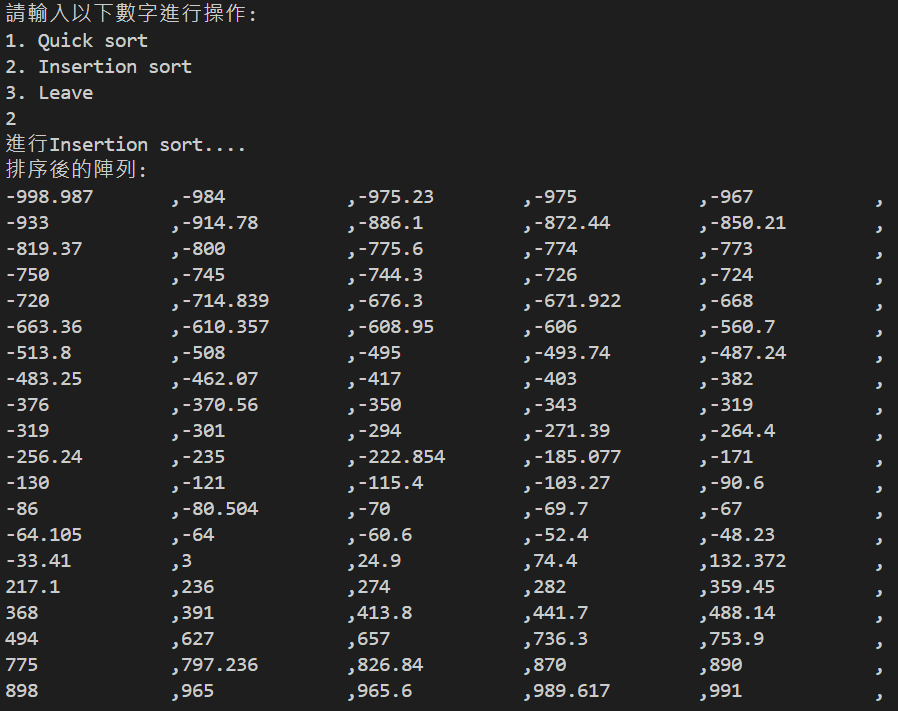 請輸入以下數字進行操作:
1. Quick sort
2. Insertion sort
3. Leave
2
進行Insertion sort....
排序後的陣列:
-998.987 ,-984 ,-975.23 ,-975 ,-967 ,
-933 ,-914.78 ,-886.1 ,-872.44 ,-850.21 ,
-819.37 ,-800 ,-775.6 ,-774 ,-773 ,
-750 ,-745 ,-744.3 ,-726 ,-724 ,
-720 ,-714.839 ,-676.3 ,-671.922 ,-668 ,
-663.36 ,-610.357 ,-608.95 ,-606 ,-560.7 ,
-513.8 ,-508 ,-495 ,-493.74 ,-487.24 ,
-483.25 ,-462.07 ,-417 ,-403 ,-382 ,
-376 ,-370.56 ,-350 ,-343 ,-319 ,
-319 ,-301 ,-294 ,-271.39 ,-264.4 ,
-256.24 ,-235 ,-222.854 ,-185.077 ,-171 ,
-130 ,-121 ,-115.4 ,-103.27 ,-90.6 ,
-86 ,-80.504 ,-70 ,-69.7 ,-67 ,
-64.105 ,-64 ,-60.6 ,-52.4 ,-48.23 ,
-33.41 ,3 ,24.9 ,74.4 ,132.372 ,
217.1 ,236 ,274 ,282 ,359.45 ,
368 ,391 ,413.8 ,441.7 ,488.14 ,
494 ,627 ,657 ,736.3 ,753.9 ,
775 ,797.236 ,826.84 ,870 ,890 ,
898 ,965 ,965.6 ,989.617 ,991 ,